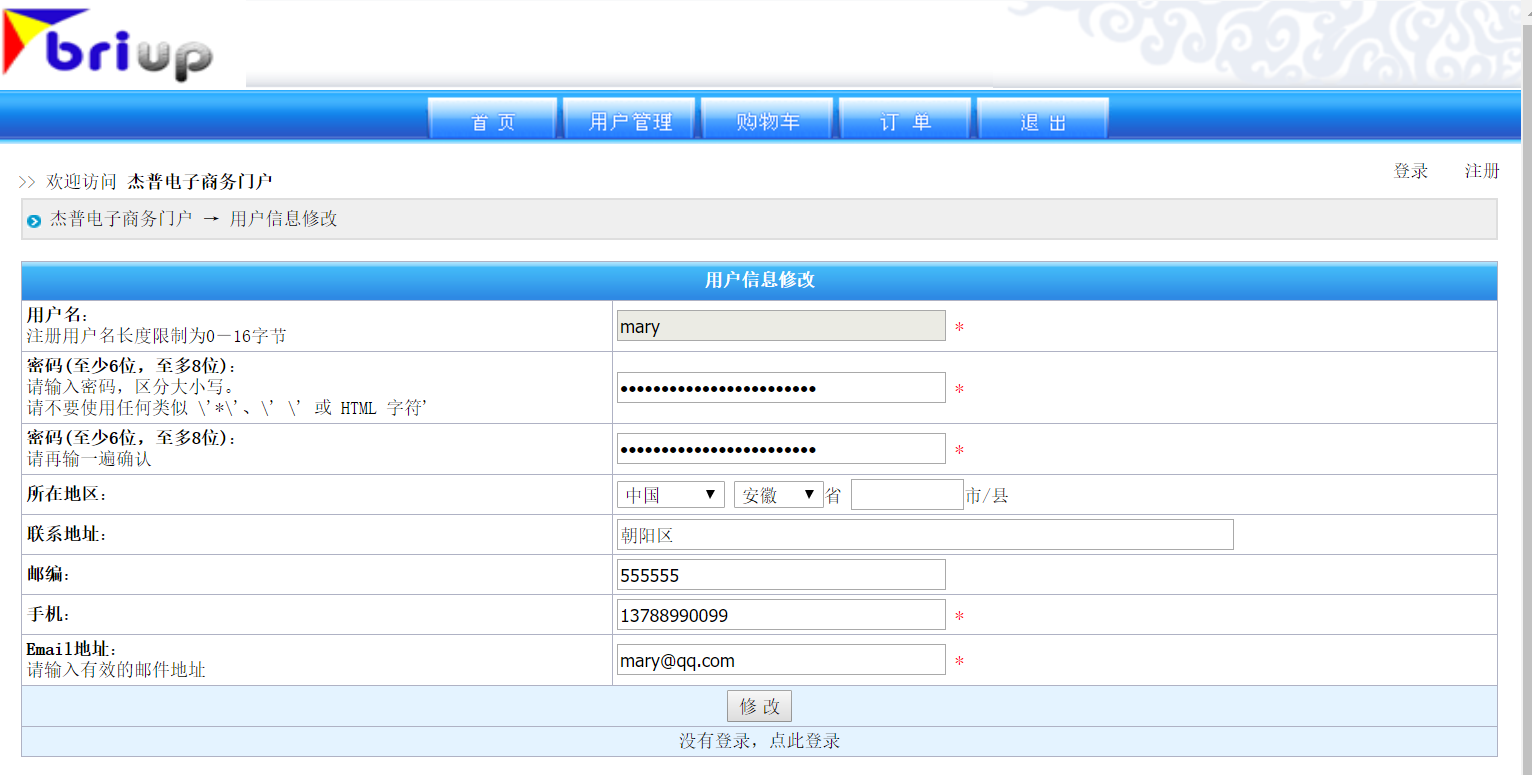 briup
首 页 用户管理 购物车 订 单 退 出
登录 注册
>> 欢迎访问 杰普电子商务门户
杰普电子商务门户 → 用户信息修改
用户信息修改
用户名:
注册用户名长度限制为0－16字节
mary *
密码(至少6位，至多8位):
请输入密码，区分大小写。
请不要使用任何类似 \'*\'、\' \' 或 HTML 字符'
•••••••••••••••••••••••• *
密码(至少6位，至多8位):
请再输一遍确认
•••••••••••••••••••••••• *
所在地区: 中国 安徽 省 市/县
联系地址: 朝阳区
邮编: 555555
手机: 13788990099 *
Email地址:
请输入有效的邮件地址
mary@qq.com *
修 改
没有登录，点此登录